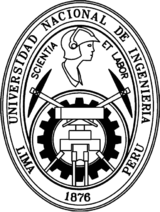 UNIVERSIDAD NACIONAL DE INGENIERIA
SCIENTIA ET LABOR
LIMA 1876 PERU